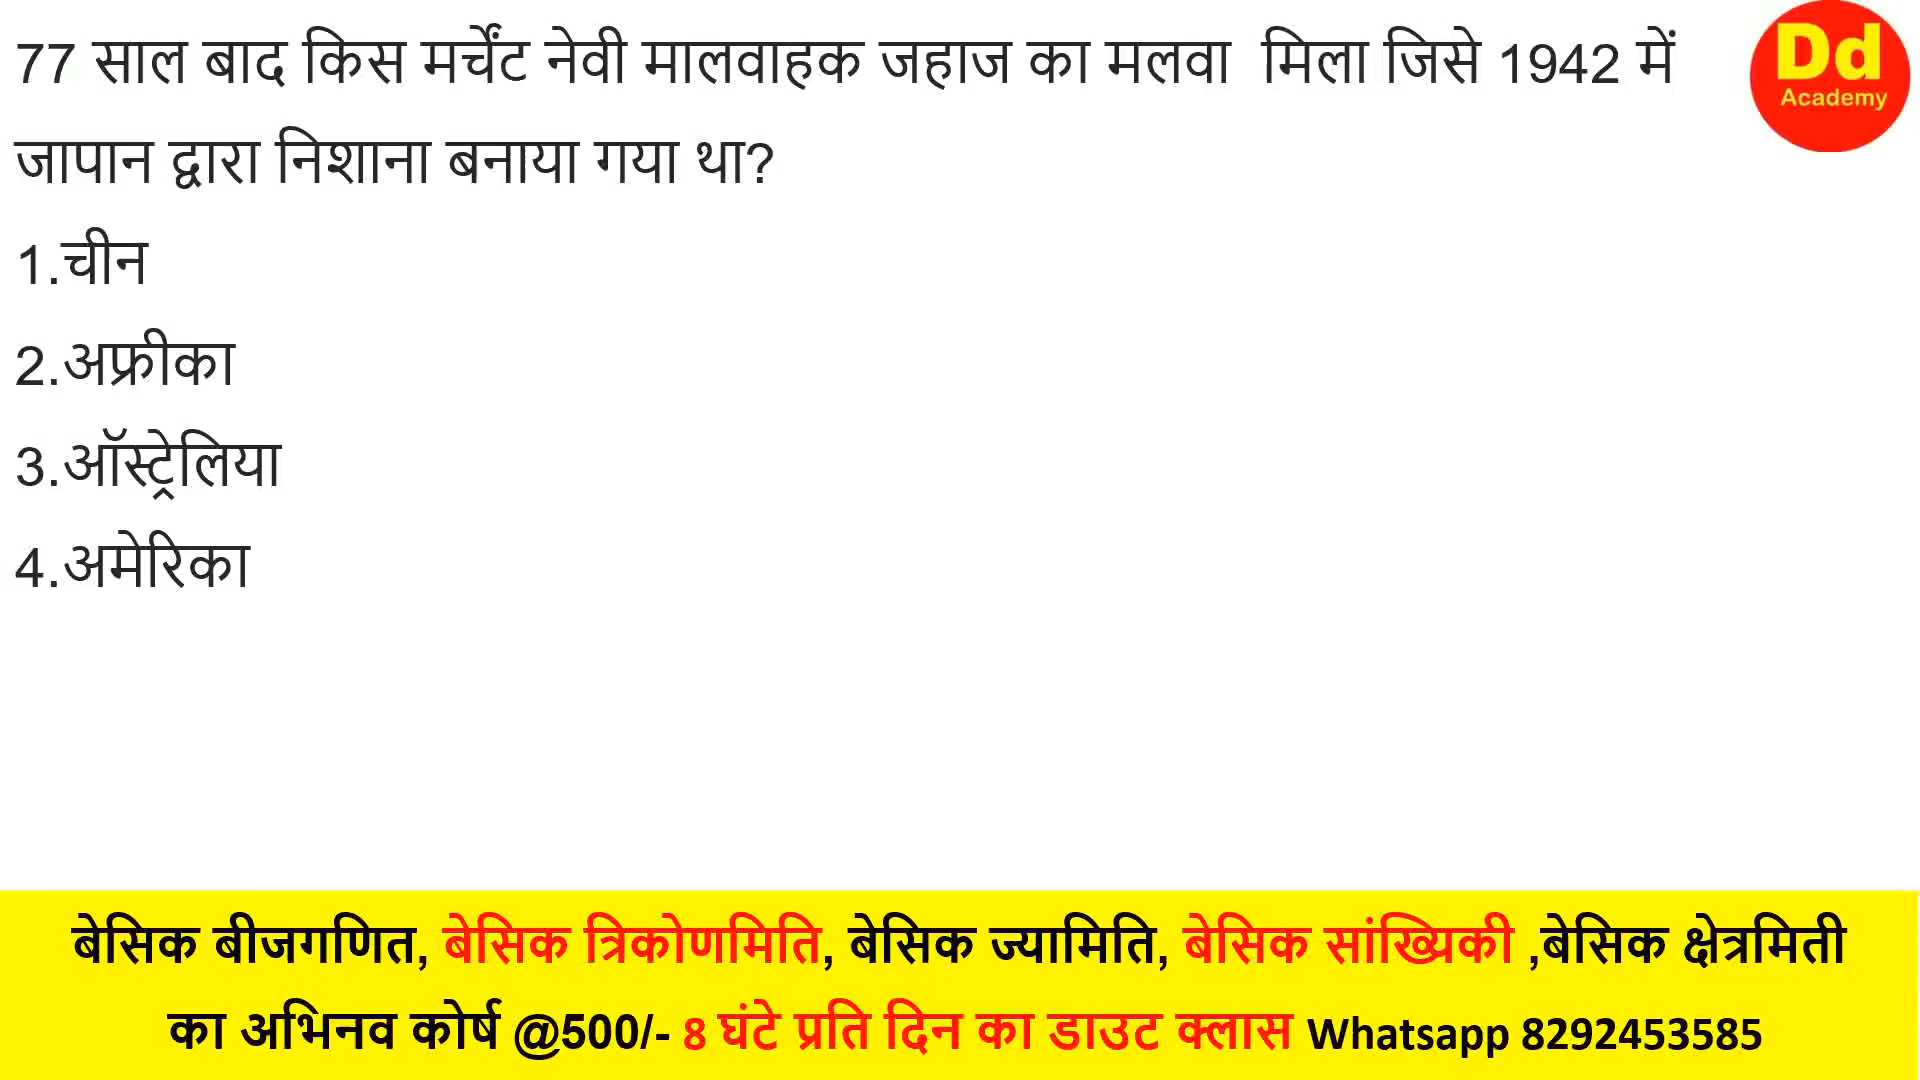 77 साल बाद किस मर्चेंट नेवी मालवाहक जहाज का मलवा मिला जिसे 1942 में
जापान द्वारा निशाना बनाया गया था?
1.चीन
2.अफ्रीका
3.ऑस्ट्रेलिया
4.अमेरिका
Dd
Academy
बेसिक बीजगणित, बेसिक त्रिकोणमिति, बेसिक ज्यामिति, बेसिक सांख्यिकी ,बेसिक क्षेत्रमिती
का अभिनव कोर्ष @500/- 8 घंटे प्रति दिन का डाउट क्लास Whatsapp 8292453585